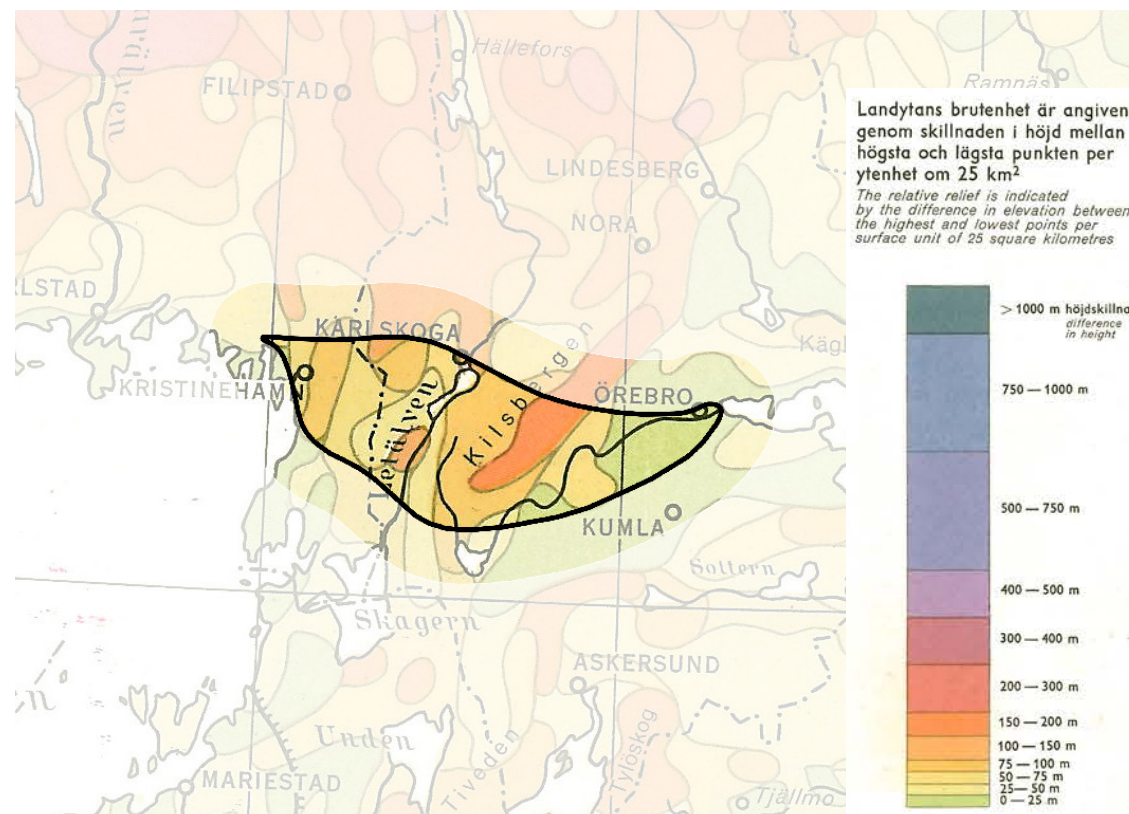 Hällefors
Ramnäs
FILIPSTAD
LINDESBERG
NORA
RLSTAD
KARLSKOGA
Kägl
KRISTINEHAMN
ÖREBRO
Letälven
Kilsbergen
KUMLA
Sottern
Skagern
ASKERSUND
Unden
MARIESTAD
Tiveden
Tylöskog
Tjällmo
Landytans brutenhet är angiven
genom skillnaden i höjd mellan
högsta och lägsta punkten per
ytenhet om 25 km²
The relative relief is indicated
by the difference in elevation between
the highest and lowest points per
surface unit of 25 square kilometres
> 1000 m höjdskillna
difference
in height
750 — 1000 m
500 — 750 m
400 — 500 m
300 — 400 m
200 — 300 m
150 — 200 m
100 — 150 m
75 — 100 m
50 — 75 m
25 — 50 m
0 — 25 m